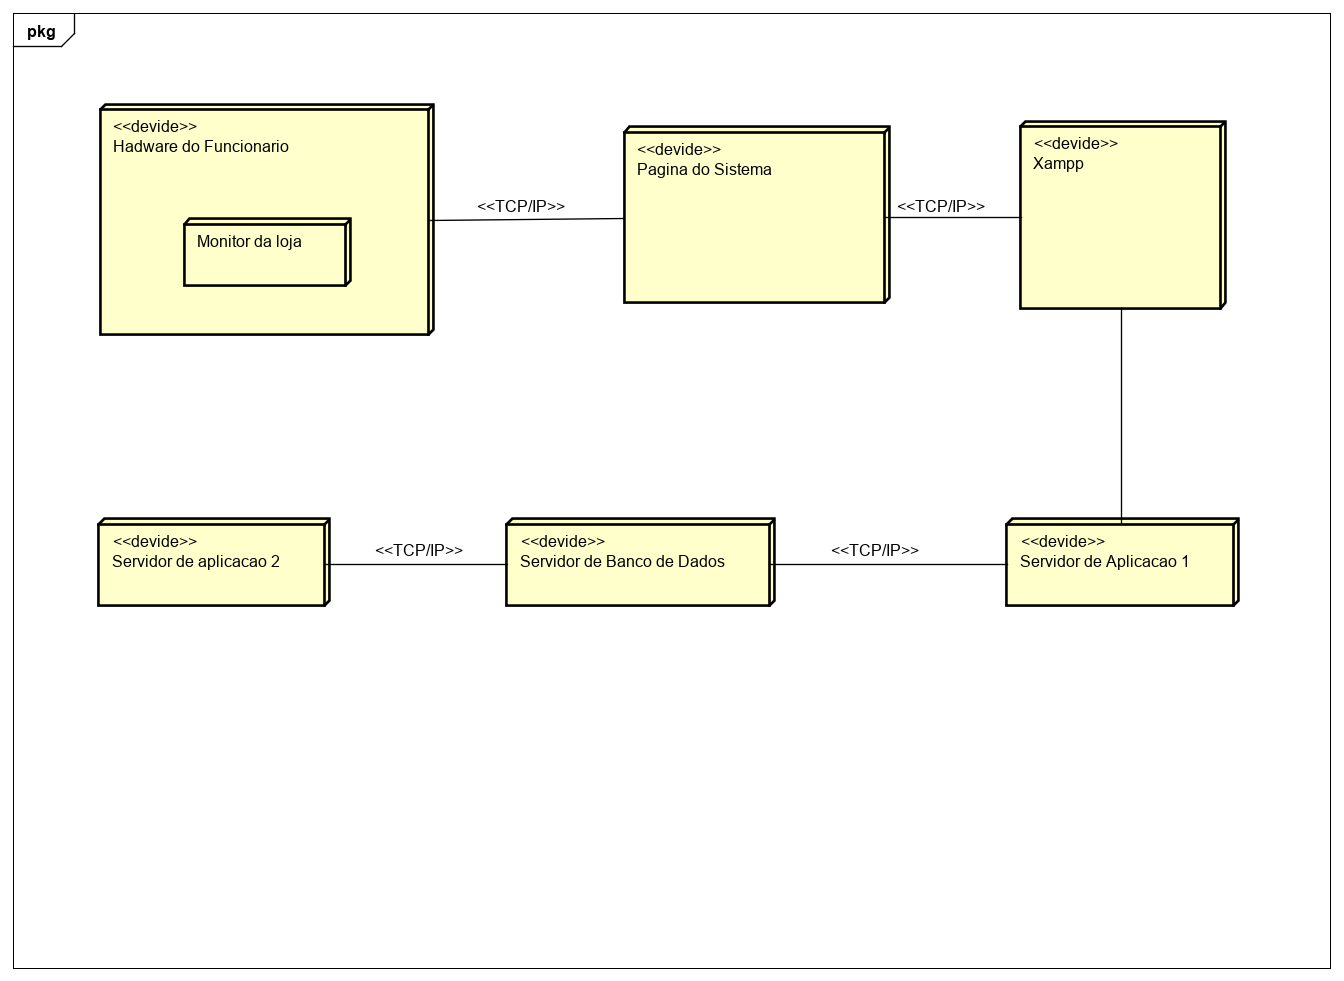 pkg
<<devide>>
Hadware do Funcionario
Monitor da loja
<<TCP/IP>>
<<devide>>
Pagina do Sistema
<<TCP/IP>>
<<devide>>
Xampp
<<devide>>
Servidor de aplicacao 2
<<TCP/IP>>
<<devide>>
Servidor de Banco de Dados
<<TCP/IP>>
<<devide>>
Servidor de Aplicacao 1